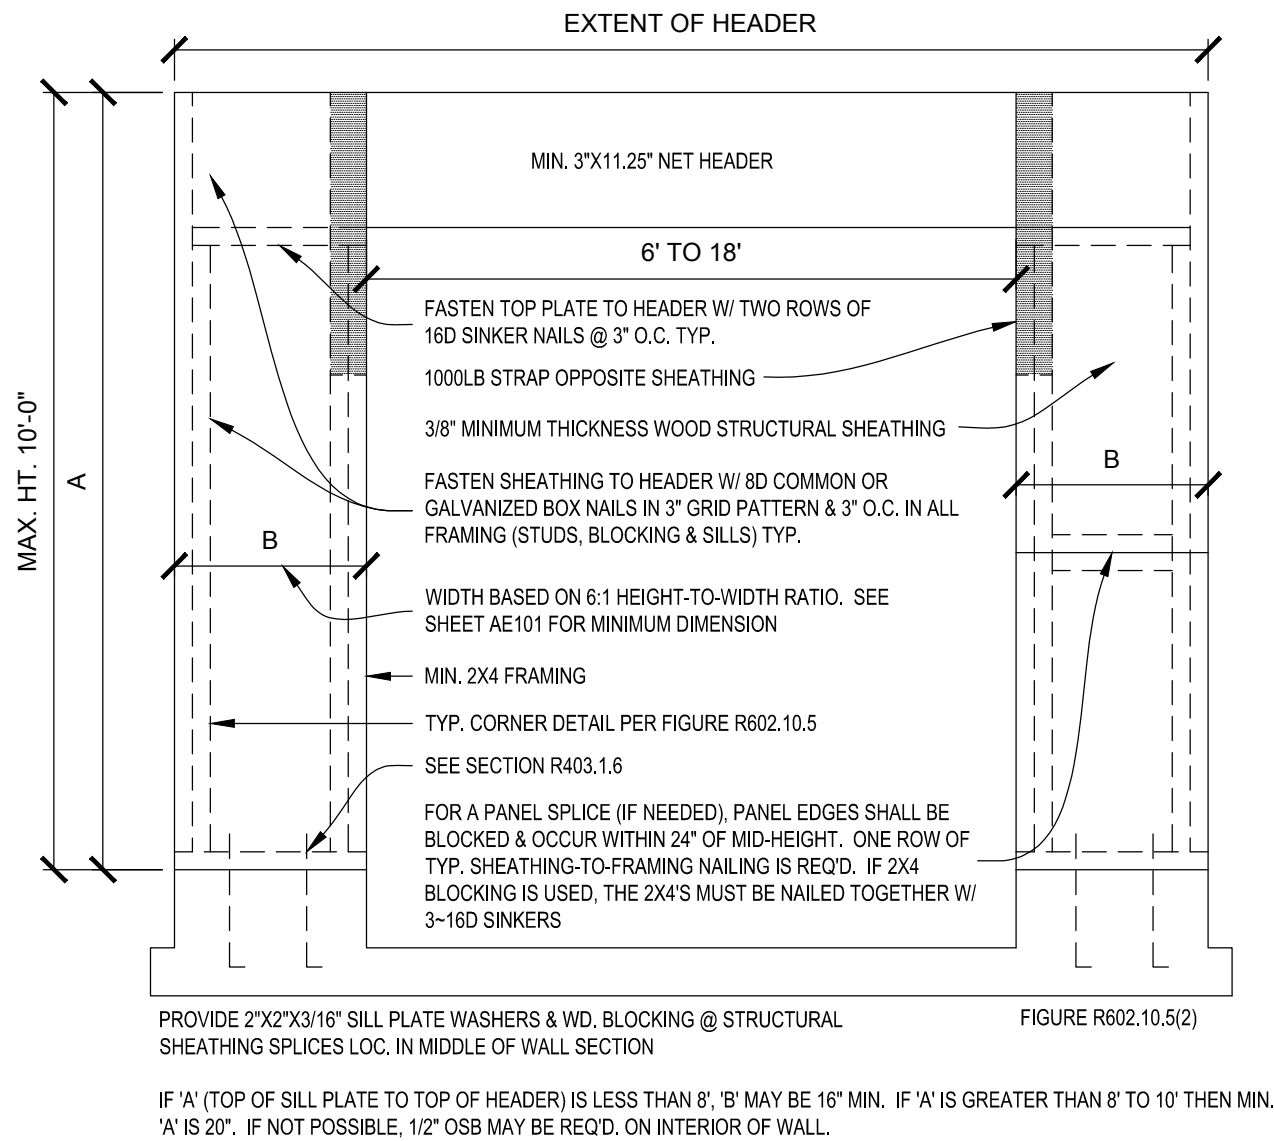 EXTENT OF HEADER
MIN. 3"X11.25" NET HEADER
6' TO 18'
FASTEN TOP PLATE TO HEADER W/ TWO ROWS OF
16D SINKER NAILS @ 3" O.C. TYP.
1000LB STRAP OPPOSITE SHEATHING
3/8" MINIMUM THICKNESS WOOD STRUCTURAL SHEATHING
MAX. HT. 10'-0"
A
B
FASTEN SHEATHING TO HEADER W/ 8D COMMON OR
GALVANIZED BOX NAILS IN 3" GRID PATTERN & 3" O.C. IN ALL
FRAMING (STUDS, BLOCKING & SILLS) TYP.
B
WIDTH BASED ON 6:1 HEIGHT-TO-WIDTH RATIO. SEE
SHEET AE101 FOR MINIMUM DIMENSION
MIN. 2X4 FRAMING
TYP. CORNER DETAIL PER FIGURE R602.10.5
SEE SECTION R403.1.6
FOR A PANEL SPLICE (IF NEEDED), PANEL EDGES SHALL BE
BLOCKED & OCCUR WITHIN 24" OF MID-HEIGHT. ONE ROW OF
TYP. SHEATHING-TO-FRAMING NAILING IS REQ'D. IF 2X4
BLOCKING IS USED, THE 2X4'S MUST BE NAILED TOGETHER W/
3~16D SINKERS
PROVIDE 2"X2"X3/16" SILL PLATE WASHERS & WD. BLOCKING @ STRUCTURAL
SHEATHING SPLICES LOC. IN MIDDLE OF WALL SECTION
FIGURE R602.10.5(2)
IF 'A' (TOP OF SILL PLATE TO TOP OF HEADER) IS LESS THAN 8', 'B' MAY BE 16" MIN. IF 'A' IS GREATER THAN 8' TO 10' THEN MIN.
'A' IS 20". IF NOT POSSIBLE, 1/2" OSB MAY BE REQ'D. ON INTERIOR OF WALL.